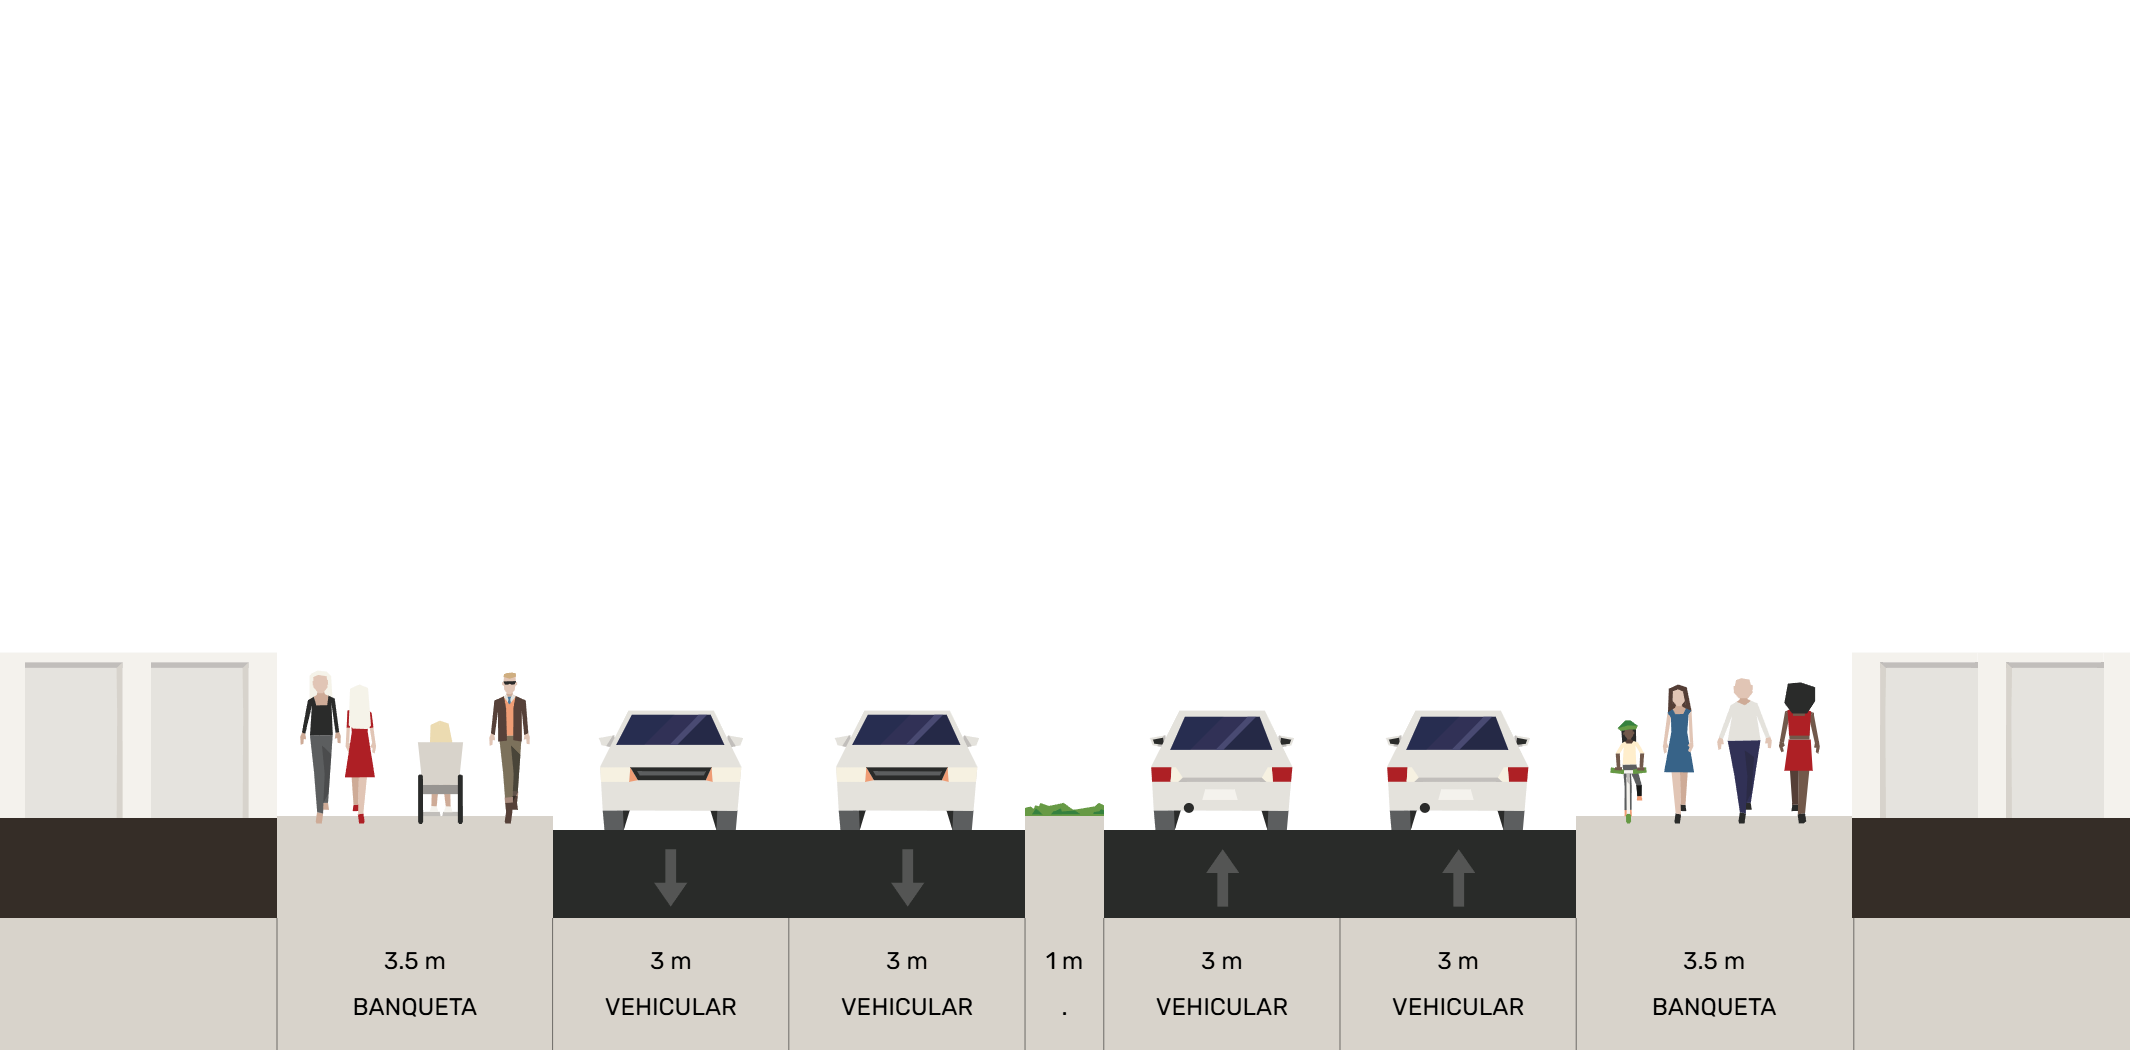 3.5 m
BANQUETA
3 m
VEHICULAR
3 m
VEHICULAR
1 m
.
3 m
VEHICULAR
3 m
VEHICULAR
3.5 m
BANQUETA